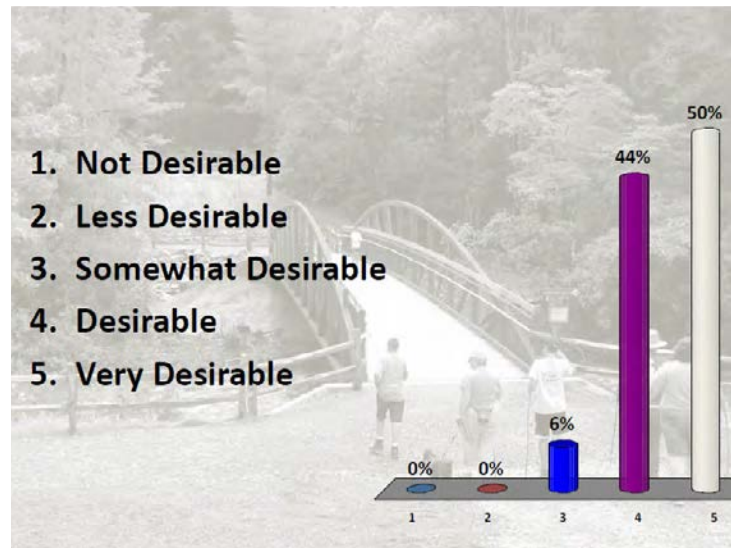 1. Not Desirable
2. Less Desirable
3. Somewhat Desirable
4. Desirable
5. Very Desirable
0%
0%
6%
44%
50%
1 2 3 4 5